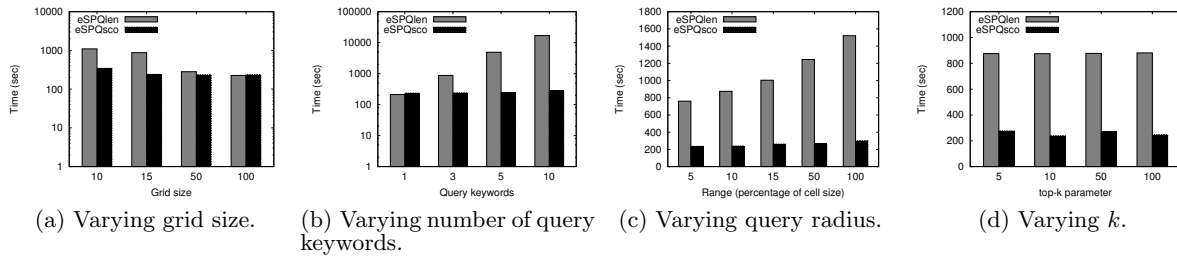 10000
1000
100
10
1
Time (sec)
eSPQlen
eSPQsco
10 15 50 100
Grid size
(a) Varying grid size.
100000
10000
1000
100
10
1
Time (sec)
eSPQlen
eSPQsco
1 3 5 10
Query keywords
(b) Varying number of query
keywords.
1800
1600
1400
1200
1000
800
600
400
200
0
Time (sec)
eSPQlen
eSPQsco
5 10 15 50 100
Range (percentage of cell size)
(c) Varying query radius.
1200
1000
800
600
400
200
0
Time (sec)
eSPQlen
eSPQsco
5 10 50 100
top-k parameter
(d) Varying k.